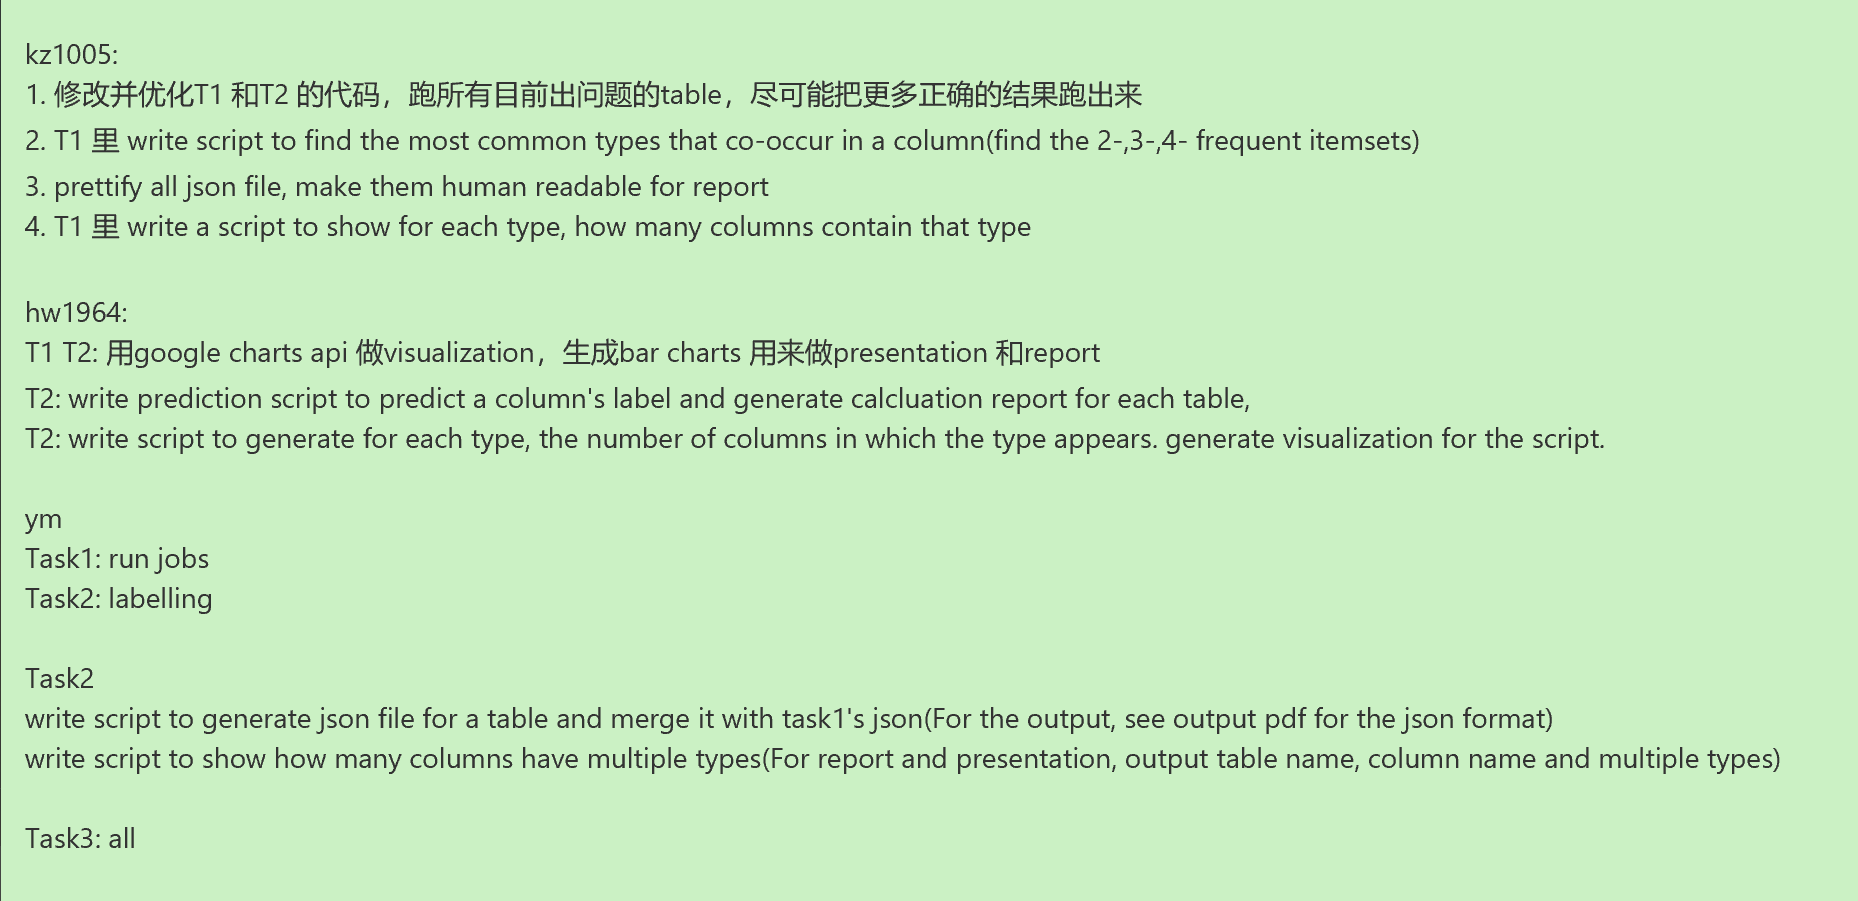 kz1005:
1. 修改并优化T1 和T2 的代码，跑所有目前出问题的table，尽可能把更多正确的结果跑出来
2. T1 里 write script to find the most common types that co-occur in a column(find the 2-,3-,4- frequent itemsets)
3. prettify all json file, make them human readable for report
4. T1 里 write a script to show for each type, how many columns contain that type
hw1964:
T1 T2: 用google charts api 做visualization，生成bar charts 用来做presentation 和report
T2: write prediction script to predict a column's label and generate calcluation report for each table,
T2: write script to generate for each type, the number of columns in which the type appears. generate visualization for the script.
ym
Task1: run jobs
Task2: labelling
Task2
write script to generate json file for a table and merge it with task1's json(For the output, see output pdf for the json format)
write script to show how many columns have multiple types(For report and presentation, output table name, column name and multiple types)
Task3: all